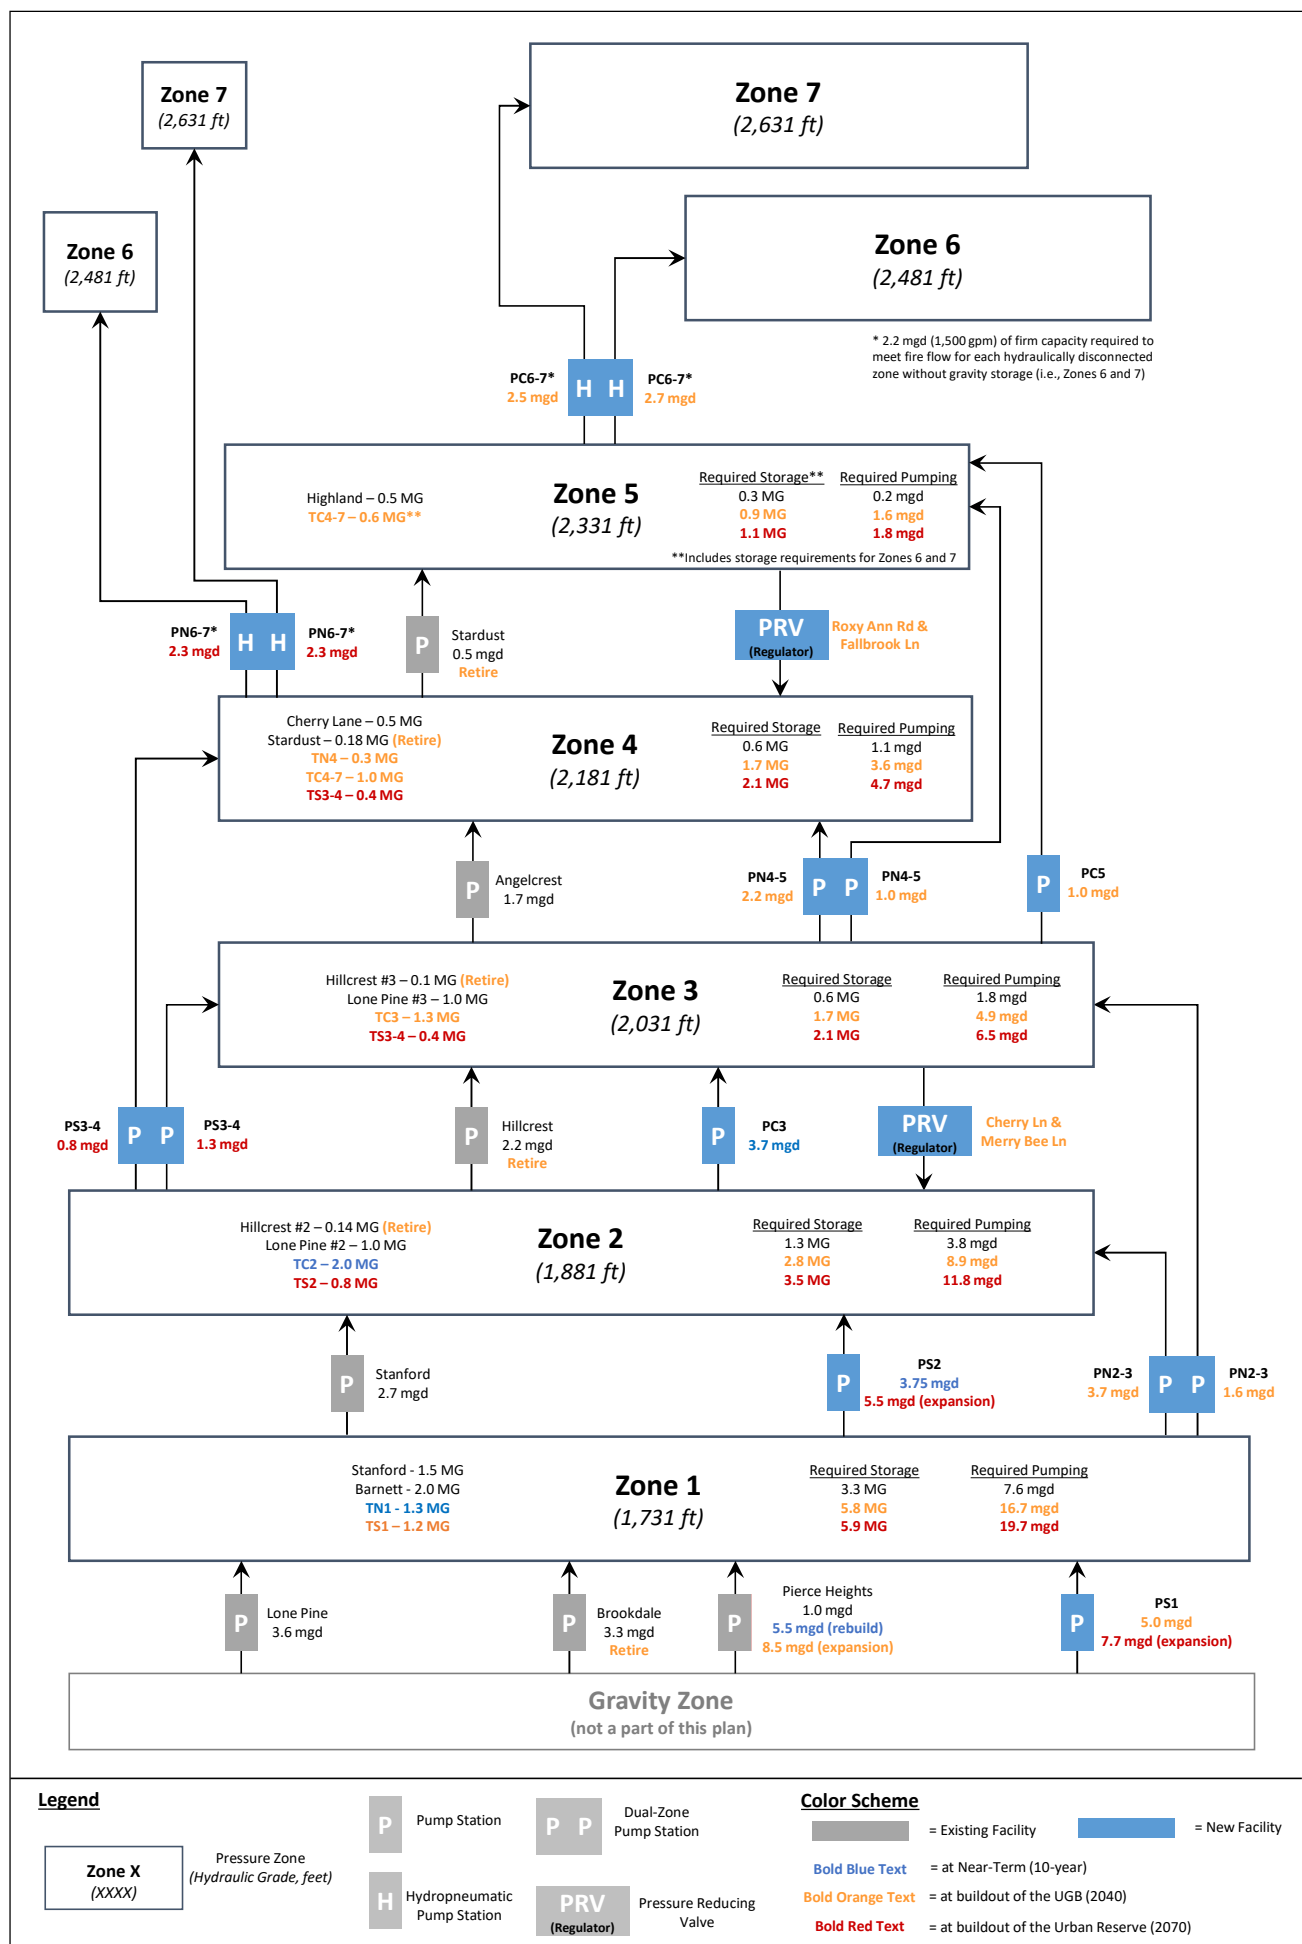 Zone 7
(2,631 ft)
Zone 7
(2,631 ft)
Zone 6
(2,481 ft)
Zone 6
(2,481 ft)
* 2.2 mgd (1,500 gpm) of firm capacity required to
meet fire flow for each hydraulically disconnected
zone without gravity storage (i.e., Zones 6 and 7)
PC6-7*
2.5 mgd
H H
PC6-7*
2.7 mgd
Highland – 0.5 MG
TC4-7 – 0.6 MG**
Zone 5
(2,331 ft)
Required Storage**
0.3 MG
0.9 MG
1.1 MG
Required Pumping
0.2 mgd
1.6 mgd
1.8 mgd
**Includes storage requirements for Zones 6 and 7
PN6-7*
2.3 mgd
H H
PN6-7*
2.3 mgd
P
Stardust
0.5 mgd
Retire
PRV
(Regulator)
Roxy Ann Rd &
Fallbrook Ln
Cherry Lane – 0.5 MG
Stardust – 0.18 MG (Retire)
TN4 – 0.3 MG
TC4-7 – 1.0 MG
TS3-4 – 0.4 MG
Zone 4
(2,181 ft)
Required Storage
0.6 MG
1.7 MG
2.1 MG
Required Pumping
1.1 mgd
3.6 mgd
4.7 mgd
P
Angelcrest
1.7 mgd
PN4-5
2.2 mgd
P P
PN4-5
1.0 mgd
P
PC5
1.0 mgd
Hillcrest #3 – 0.1 MG (Retire)
Lone Pine #3 – 1.0 MG
TC3 – 1.3 MG
TS3-4 – 0.4 MG
Zone 3
(2,031 ft)
Required Storage
0.6 MG
1.7 MG
2.1 MG
Required Pumping
1.8 mgd
4.9 mgd
6.5 mgd
PS3-4
0.8 mgd
P P
PS3-4
1.3 mgd
P
Hillcrest
2.2 mgd
Retire
P
PC3
3.7 mgd
PRV
(Regulator)
Cherry Ln &
Merry Bee Ln
Hillcrest #2 – 0.14 MG (Retire)
Lone Pine #2 – 1.0 MG
TC2 – 2.0 MG
TS2 – 0.8 MG
Zone 2
(1,881 ft)
Required Storage
1.3 MG
2.8 MG
3.5 MG
Required Pumping
3.8 mgd
8.9 mgd
11.8 mgd
P
Stanford
2.7 mgd
P
PS2
3.75 mgd
5.5 mgd (expansion)
PN2-3
3.7 mgd
P P
PN2-3
1.6 mgd
Stanford - 1.5 MG
Barnett - 2.0 MG
TN1 - 1.3 MG
TS1 – 1.2 MG
Zone 1
(1,731 ft)
Required Storage
3.3 MG
5.8 MG
5.9 MG
Required Pumping
7.6 mgd
16.7 mgd
19.7 mgd
P
Lone Pine
3.6 mgd
P
Brookdale
3.3 mgd
Retire
P
Pierce Heights
1.0 mgd
5.5 mgd (rebuild)
8.5 mgd (expansion)
P
PS1
5.0 mgd
7.7 mgd (expansion)
Gravity Zone
(not a part of this plan)
Legend
Zone X
(XXXX)
Pressure Zone
(Hydraulic Grade, feet)
P
Pump Station
H
Hydropneumatic
Pump Station
P P
Dual-Zone
Pump Station
PRV
(Regulator)
Pressure Reducing
Valve
Color Scheme
= Existing Facility
= New Facility
Bold Blue Text = at Near-Term (10-year)
Bold Orange Text = at buildout of the UGB (2040)
Bold Red Text = at buildout of the Urban Reserve (2070)